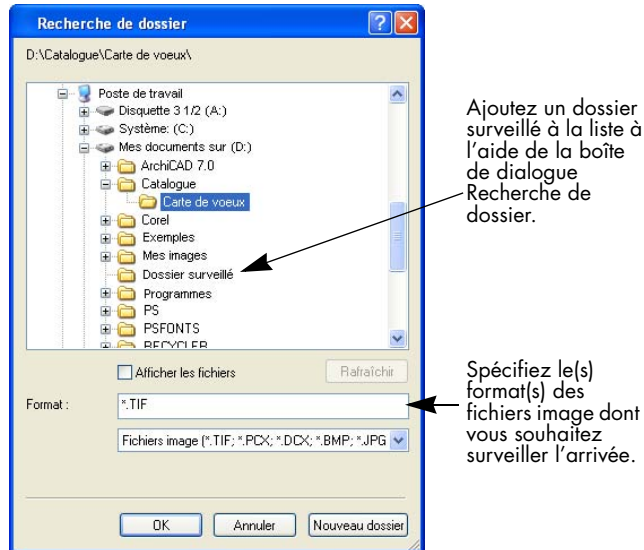 Recherche de dossier
D:\Catalogue\Carte de voeux\
Poste de travail
Disquette 3 1/2 (A:)
Système: (C:)
Mes documents sur (D:)
ArchiCAD 7.0
Catalogue
Carte de voeux
Corel
Exemples
Mes images
Dossier surveillé
Programmes
PS
PSFONTS
RECYCLER
Afficher les fichiers
Rafraîchir
Format :
*.TIF
Fichiers image (*.TIF; *.PCX; *.DCX; *.BMP; *.JPG
OK
Annuler
Nouveau dossier
Ajoutez un dossier
surveillé à la liste à
l’aide de la boîte
de dialogue
Recherche de
dossier.
Spécifiez le(s)
format(s) des
fichiers image dont
vous souhaitez
surveiller l’arrivée.